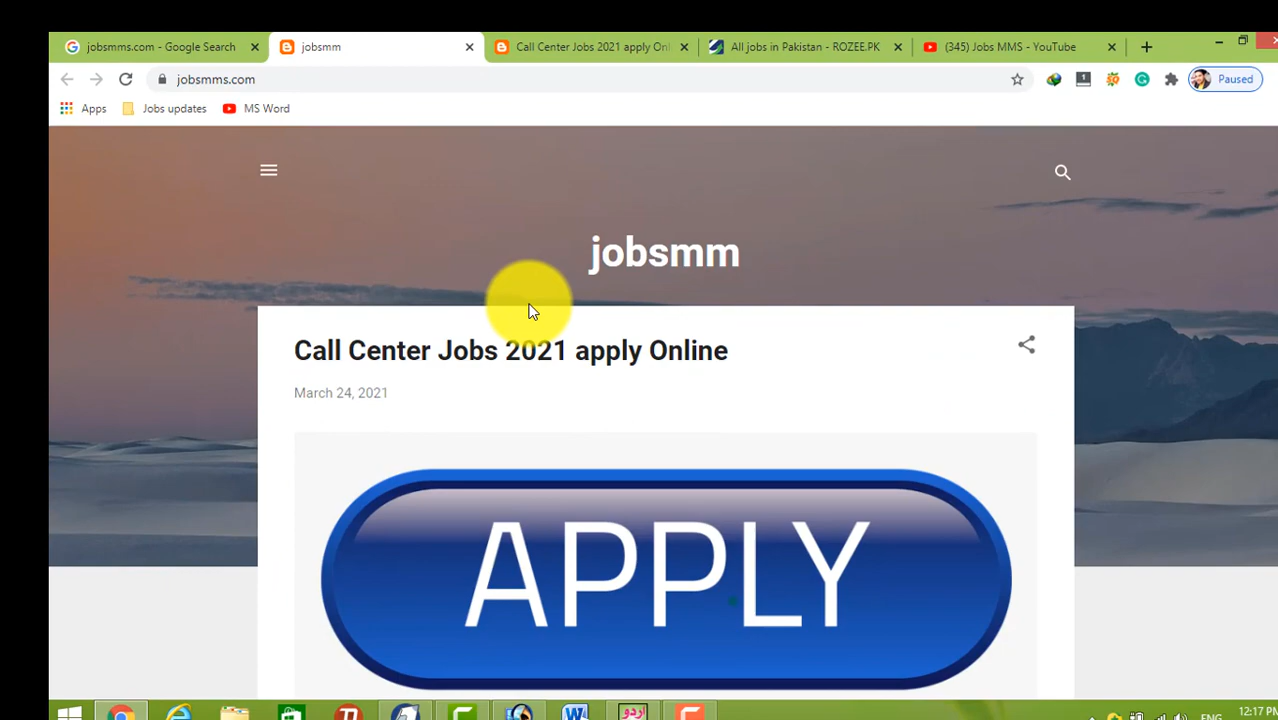 jobsmms.com - Google Search
jobsmm
Call Center Jobs 2021 apply Onl
All jobs in Pakistan - ROZEE.PK
(345) Jobs MMS - YouTube
jobsmms.com
1
Paused
Apps
Jobs updates
MS Word
jobsmm
Call Center Jobs 2021 apply Online
March 24, 2021
APPLY
اردو
ENG
12:17 PM